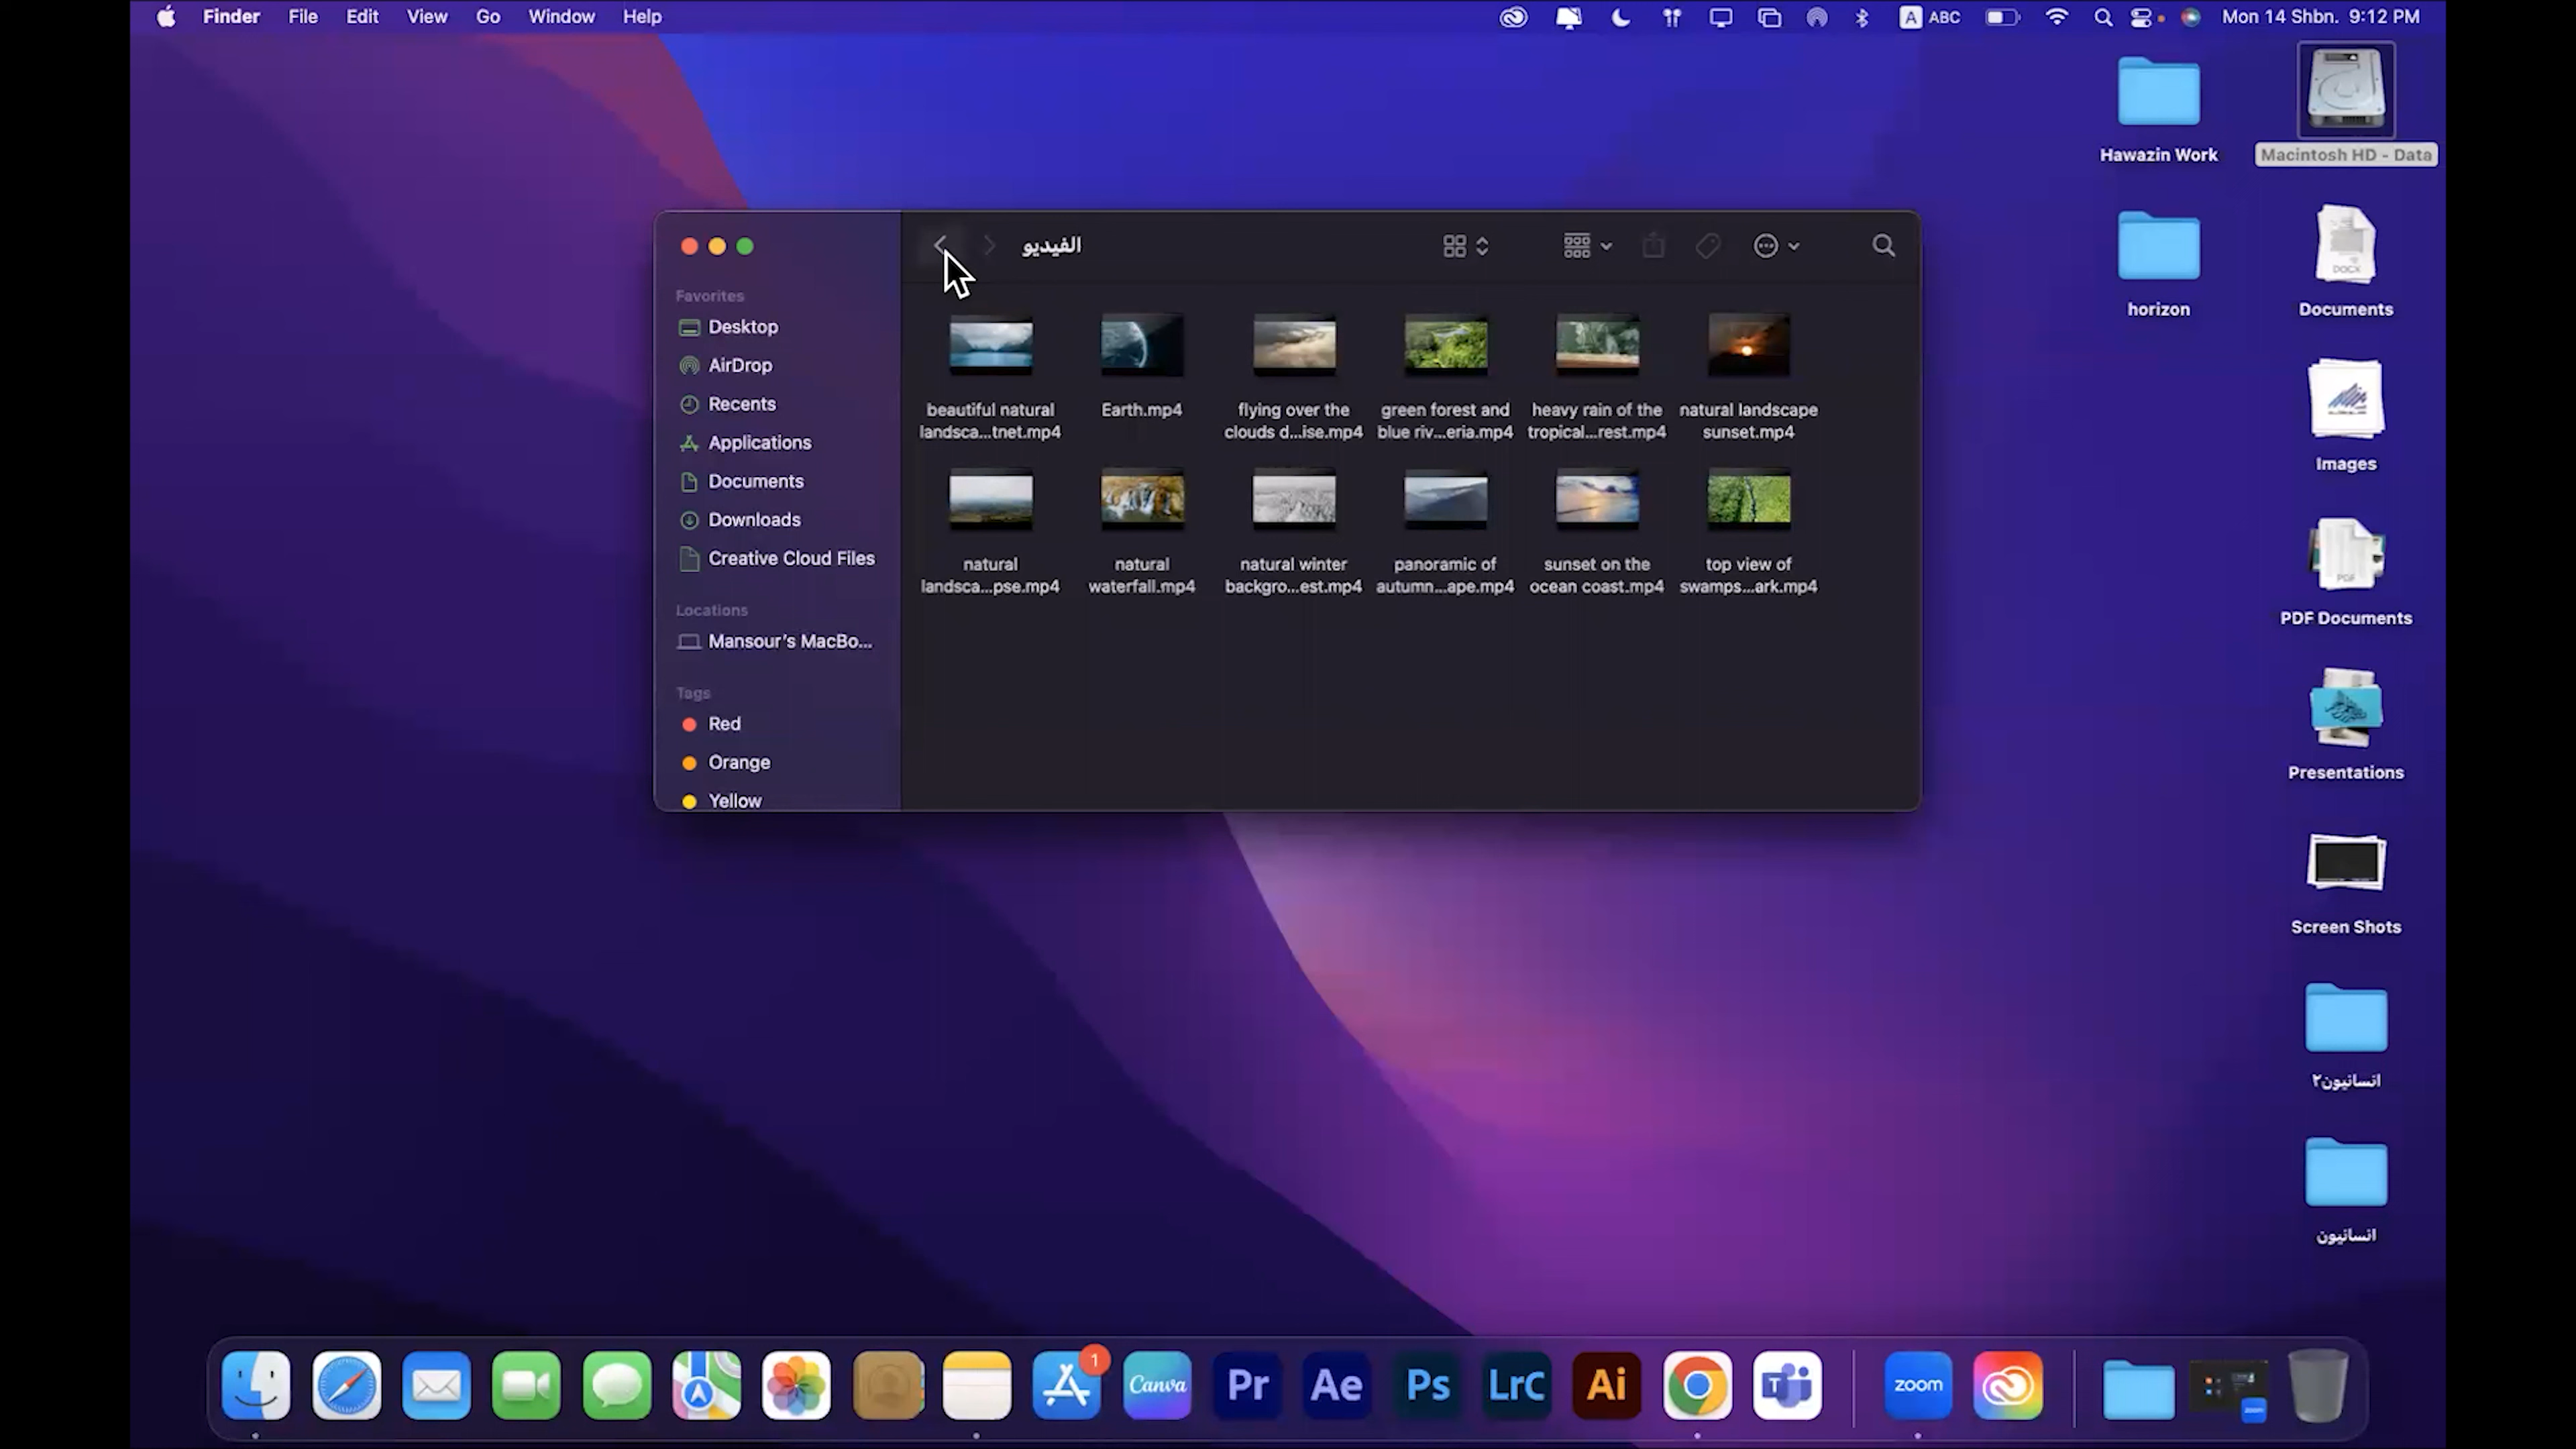 Finder File Edit View Go Window Help
A ABC Mon 14 Shbn. 9:12 PM
Hawazin Work
Macintosh HD - Data
horizon
Documents
DOCX
Images
PDF
PDF Documents
Presentations
Screen Shots
انسانيون٢
انسانيون
الفيديو
Favorites
Desktop
AirDrop
Recents
Applications
Documents
Downloads
Creative Cloud Files
Locations
Mansour's MacBo...
Tags
Red
Orange
Yellow
beautiful natural
landsca...tnet.mp4
Earth.mp4
flying over the
clouds d...ise.mp4
green forest and
blue riv...eria.mp4
heavy rain of the
tropical...rest.mp4
natural landscape
sunset.mp4
natural
landsca...pse.mp4
natural
waterfall.mp4
natural winter
backgro...est.mp4
panoramic of
autumn...ape.mp4
sunset on the
ocean coast.mp4
top view of
swamps...ark.mp4
1
Canva Pr Ae Ps LrC Ai T zoom
zoom